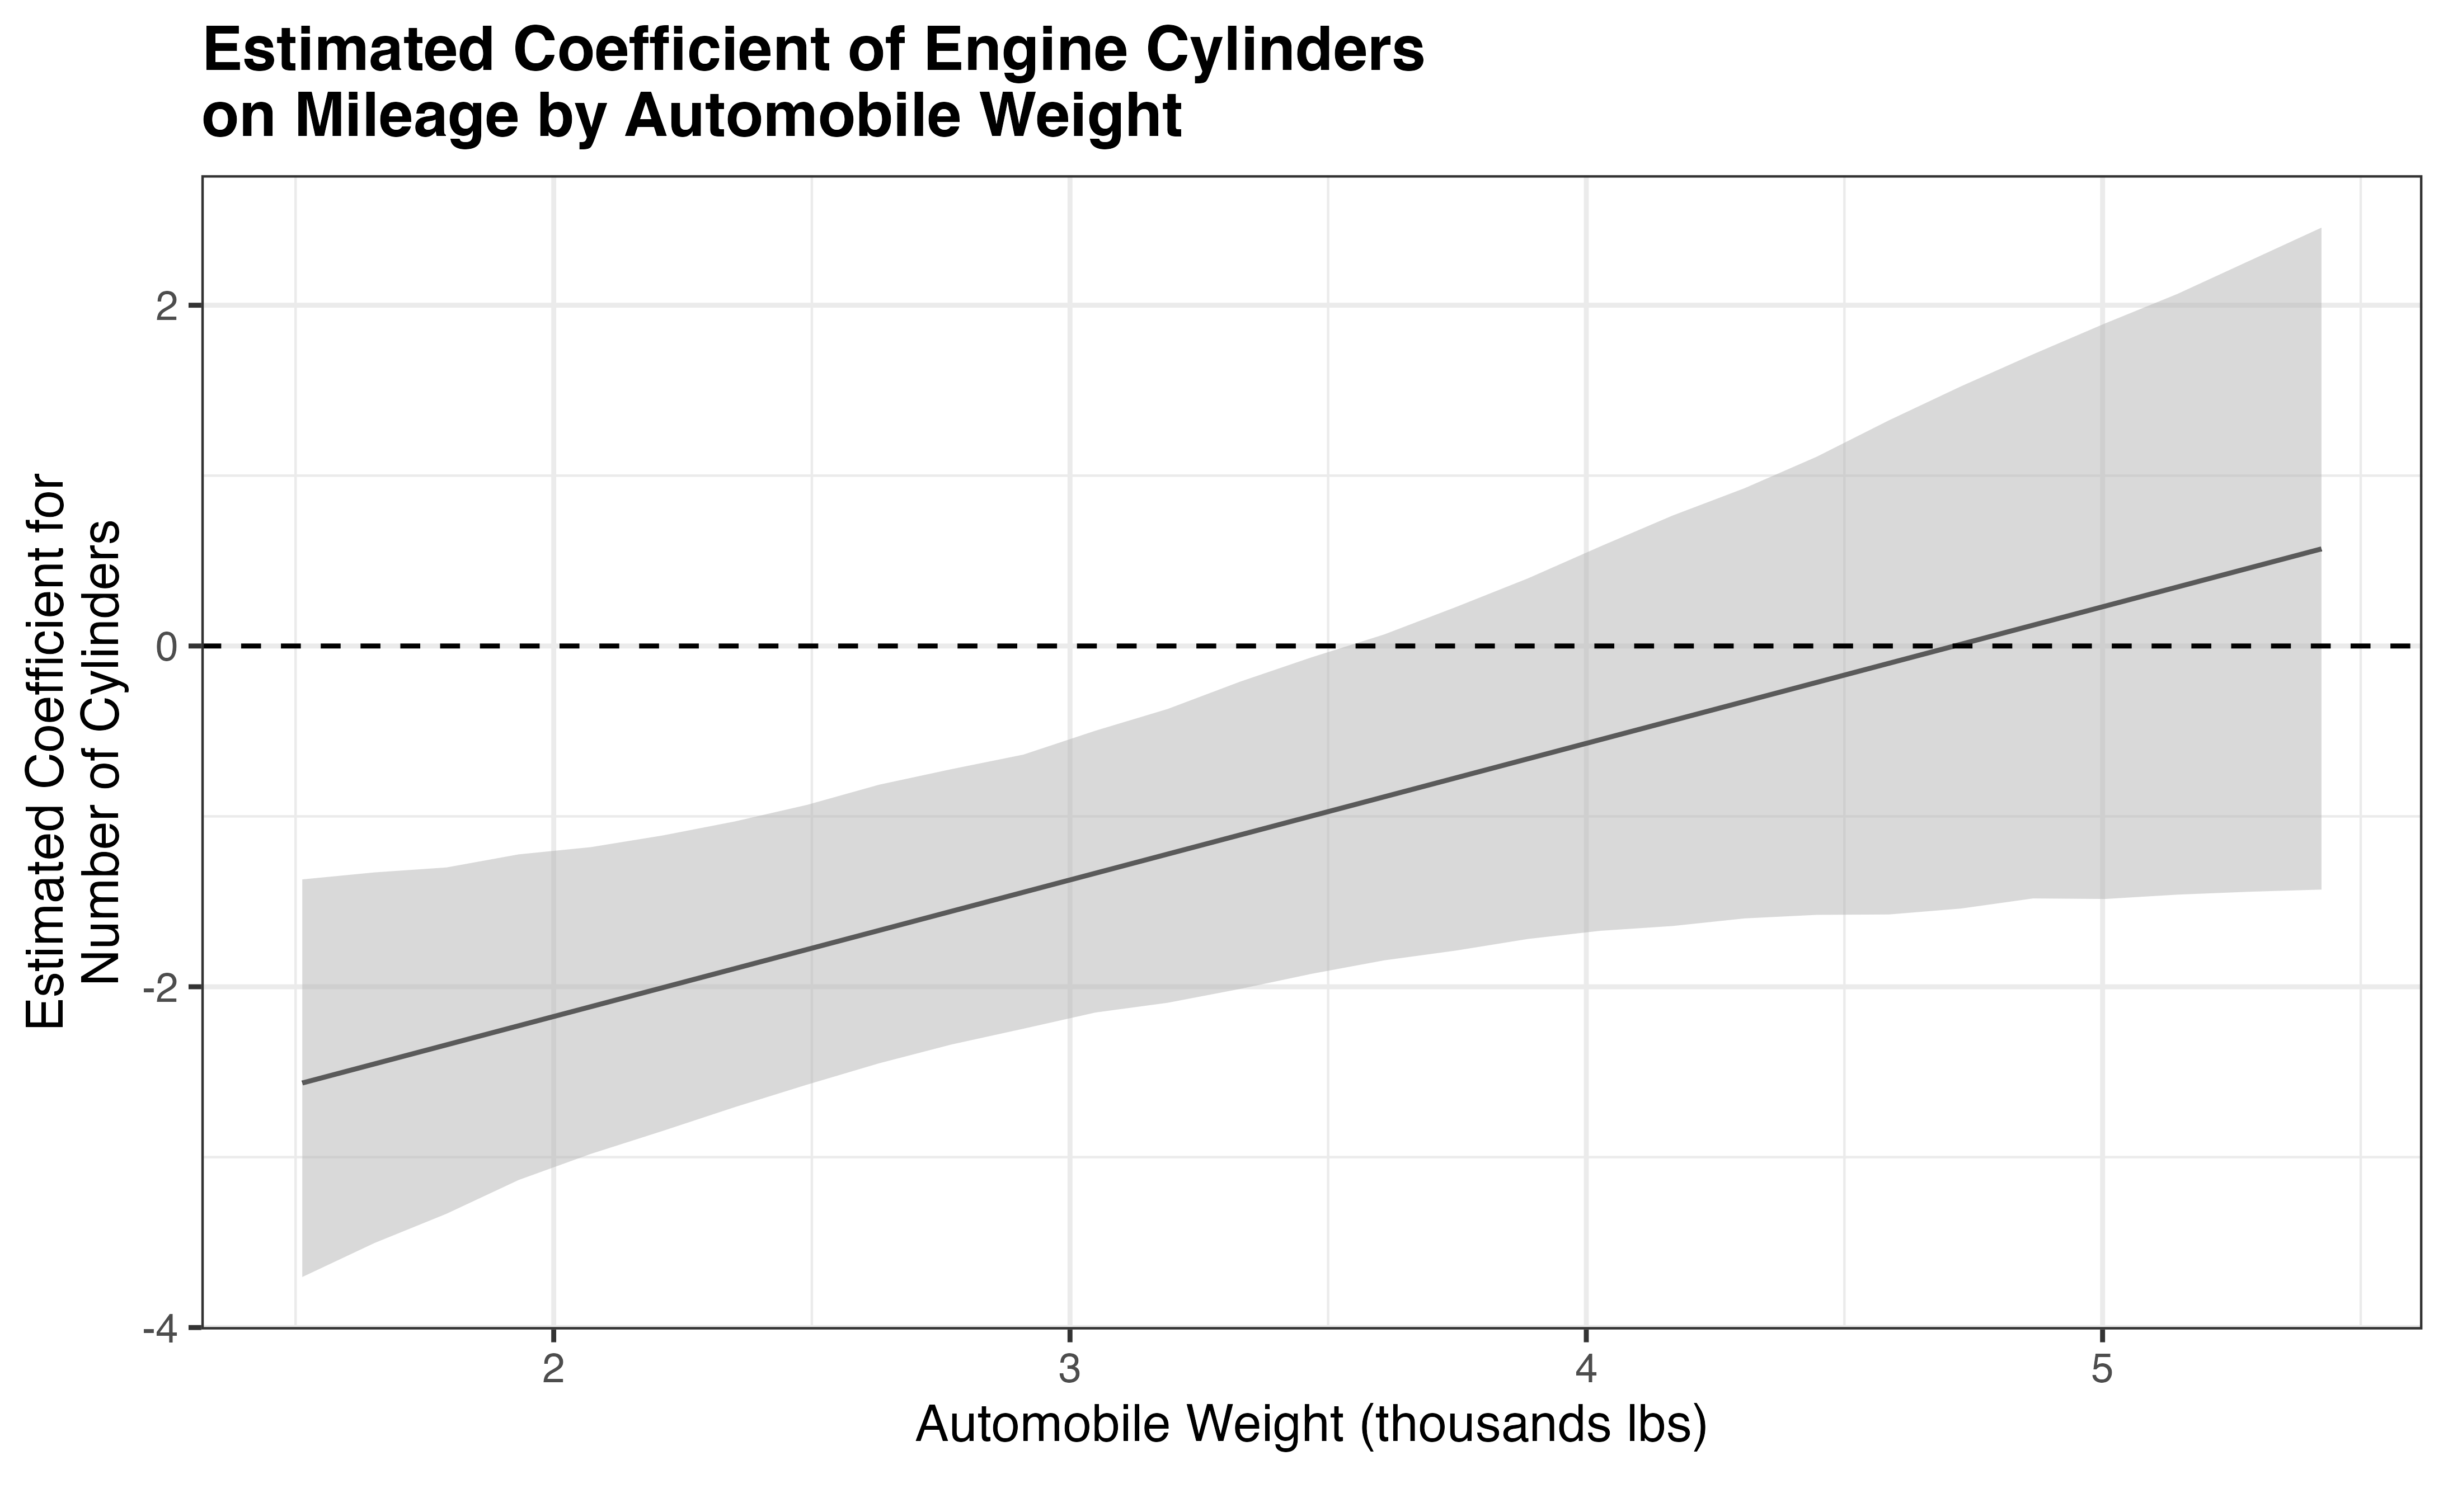 Estimated Coefficient of Engine Cylinders
on Mileage by Automobile Weight
Estimated Coefficient for
Number of Cylinders
2
0
-2
-4
2
3
4
5
Automobile Weight (thousands lbs)